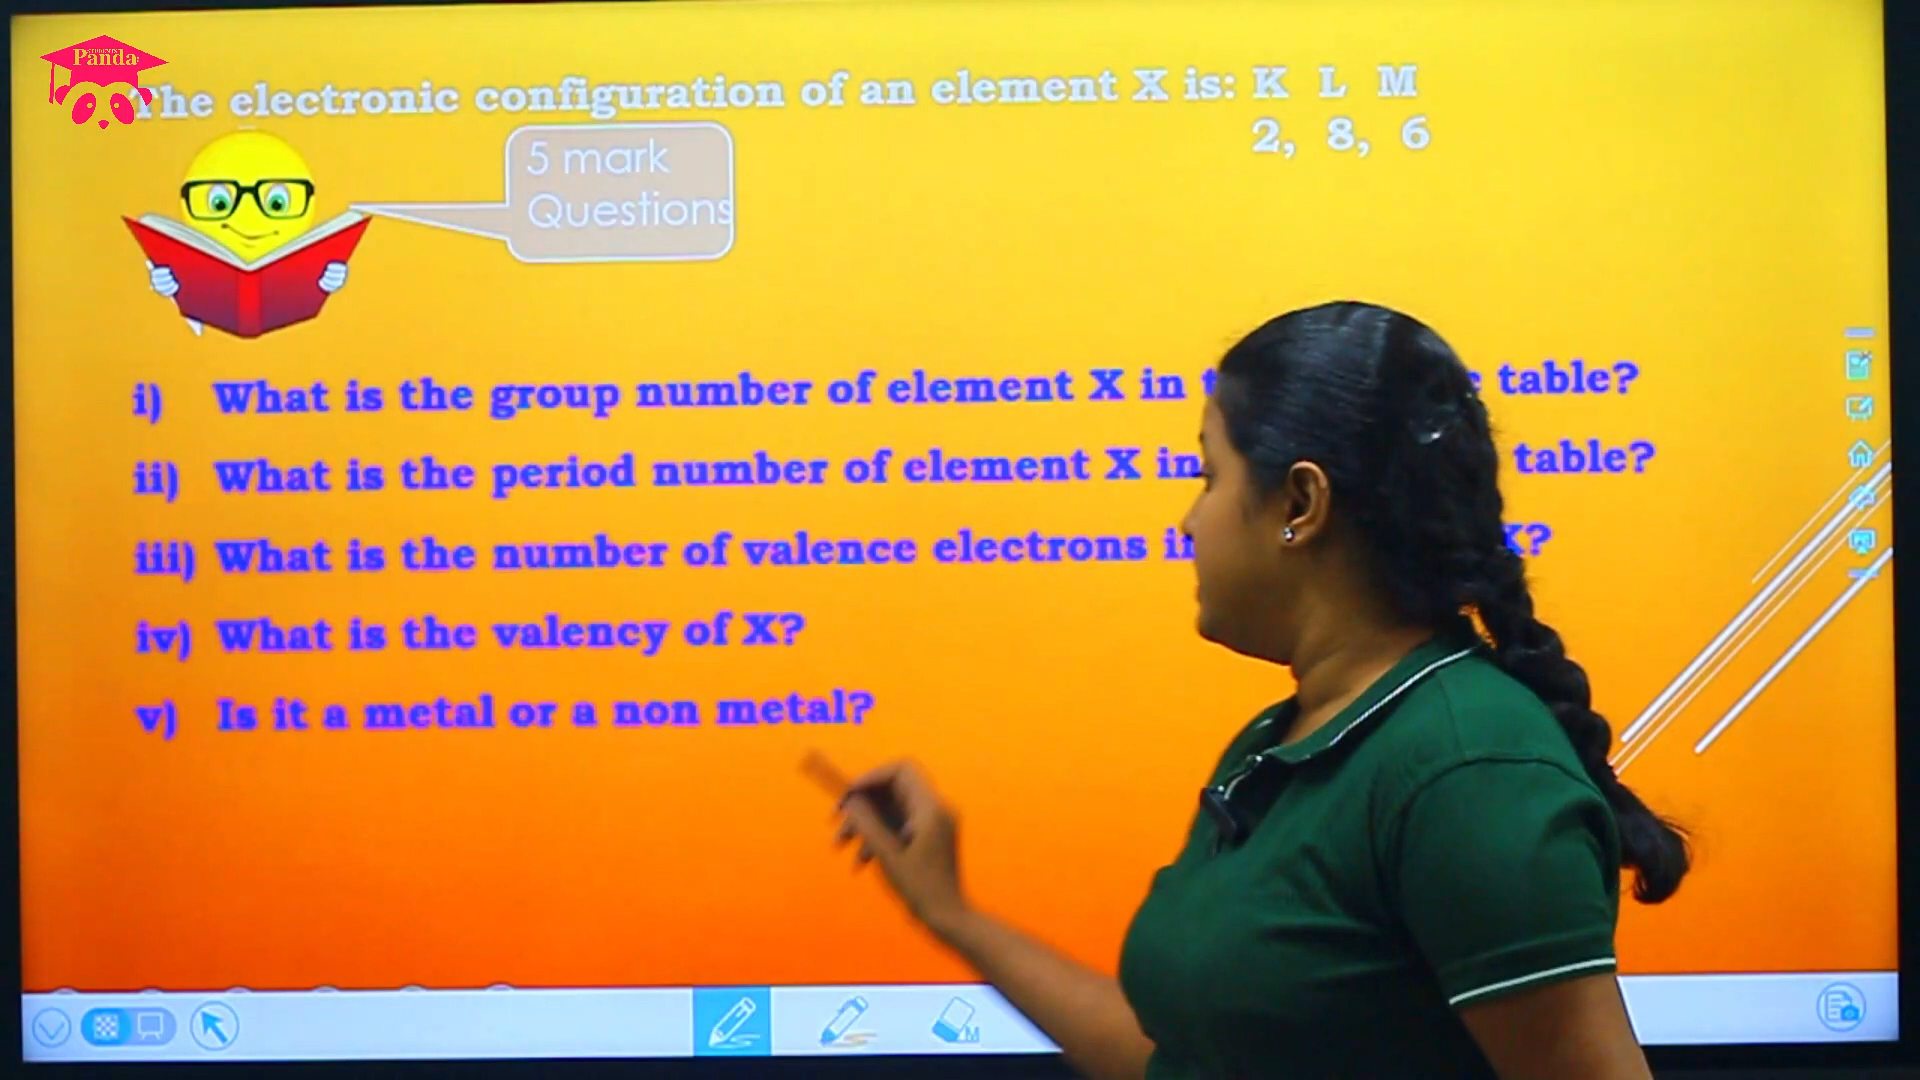 STUDENTS
Panda
The electronic configuration of an element X is: K L M
2, 8, 6
5 mark
Questions
i) What is the group number of element X in table?
ii) What is the period number of element X in table?
iii) What is the number of valence electrons in X?
iv) What is the valency of X?
v) Is it a metal or a non metal?
M